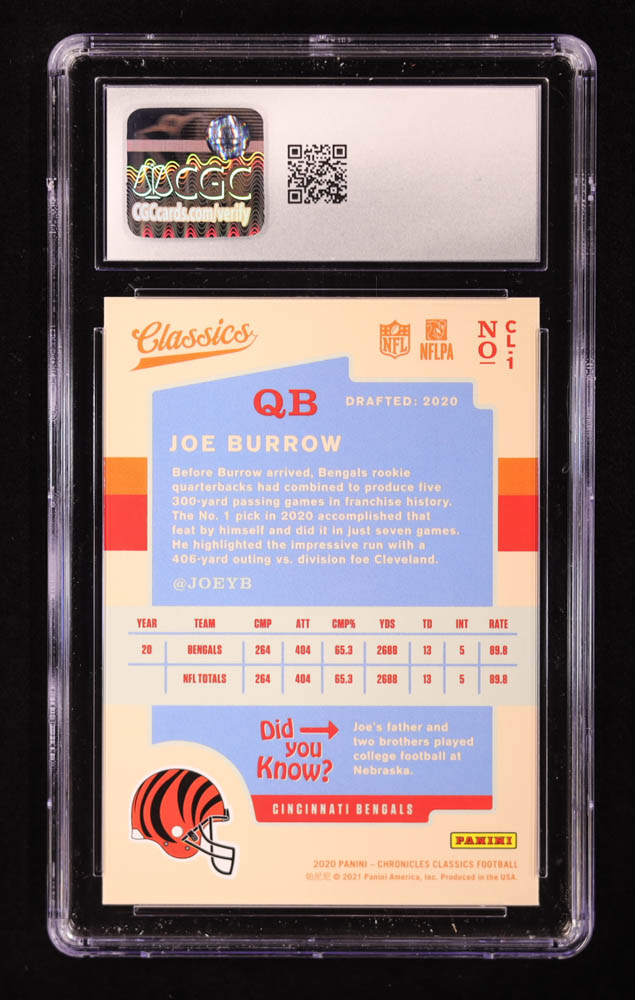 CGC
CGCcards.com/verify
Classics
NFL
NFLPA
NO
CL-1
QB
DRAFTED: 2020
JOE BURROW
Before Burrow arrived, Bengals rookie
quarterbacks had combined to produce five
300-yard passing games in franchise history.
The No. 1 pick in 2020 accomplished that
feat by himself and did it in just seven games.
He highlighted the impressive run with a
406-yard outing vs. division foe Cleveland.
@JOEYB
YEAR TEAM CMP ATT CMP% YDS TD INT RATE
20 BENGALS 264 404 65.3 2688 13 5 89.8
NFL TOTALS 264 404 65.3 2688 13 5 89.8
Did
you
Know?
Joe's father and
two brothers played
college football at
Nebraska.
CINCINNATI BENGALS
PANINI
2020 PANINI – CHRONICLES CLASSICS FOOTBALL
帕尼尼 © 2021 Panini America, Inc. Produced in the USA.